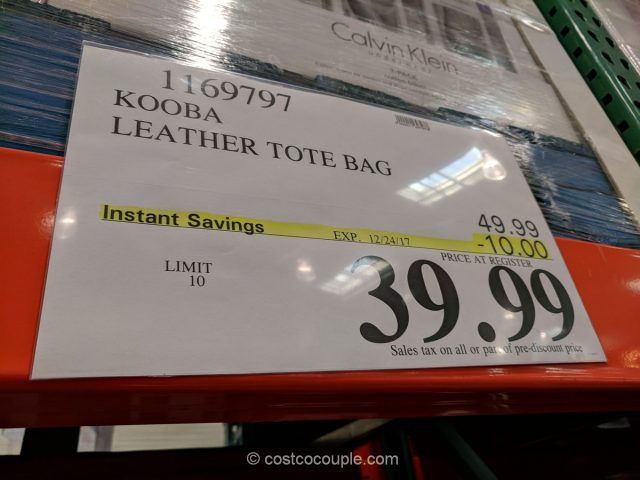 Calvin Klein
1169797
KOOBA
LEATHER TOTE BAG
49.99
Instant Savings EXP. 12/24/17 -10.00
PRICE AT REGISTER
LIMIT
10
39.99
Sales tax on all or part of pre-discount price
© costcocouple.com